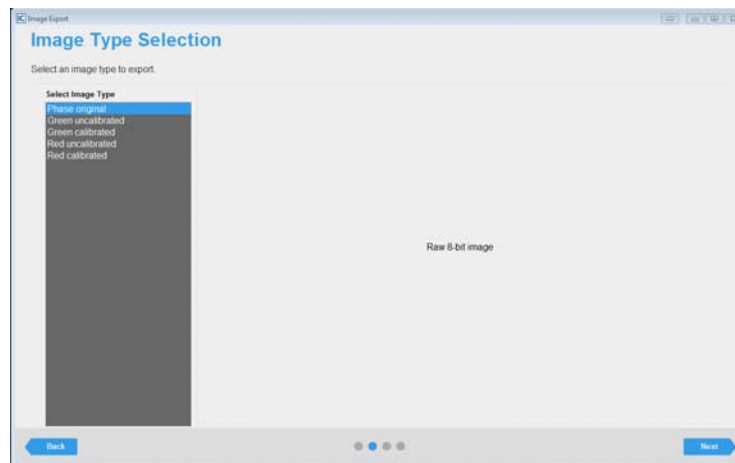 Image Export
Image Type Selection
Select an image type to export.
Select Image Type
Phase original
Green uncalibrated
Green calibrated
Red uncalibrated
Red calibrated
Raw 8-bit image
Back
Next